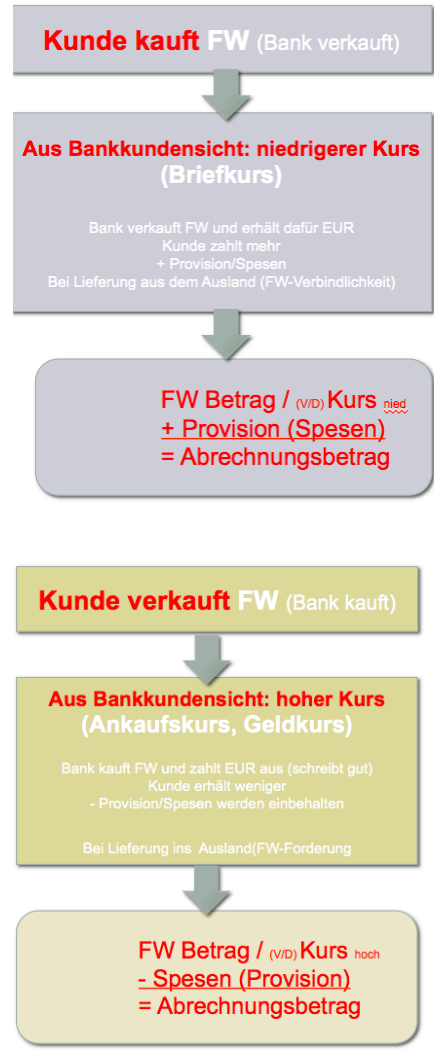 Kunde kauft FW (Bank verkauft)
Aus Bankkundensicht: niedrigerer Kurs
(Briefkurs)
Bank verkauft FW und erhält dafür EUR
Kunde zahlt mehr
+ Provision/Spesen
Bei Lieferung aus dem Ausland (FW-Verbindlichkeit)
FW Betrag / (V/D) Kurs nied
+ Provision (Spesen)
= Abrechnungsbetrag
Kunde verkauft FW (Bank kauft)
Aus Bankkundensicht: hoher Kurs
(Ankaufskurs, Geldkurs)
Bank kauft FW und zahlt EUR aus (schreibt gut)
Kunde erhält weniger
- Provision/Spesen werden einbehalten
Bei Lieferung ins Ausland(FW-Forderung
FW Betrag / (V/D) Kurs hoch
- Spesen (Provision)
= Abrechnungsbetrag